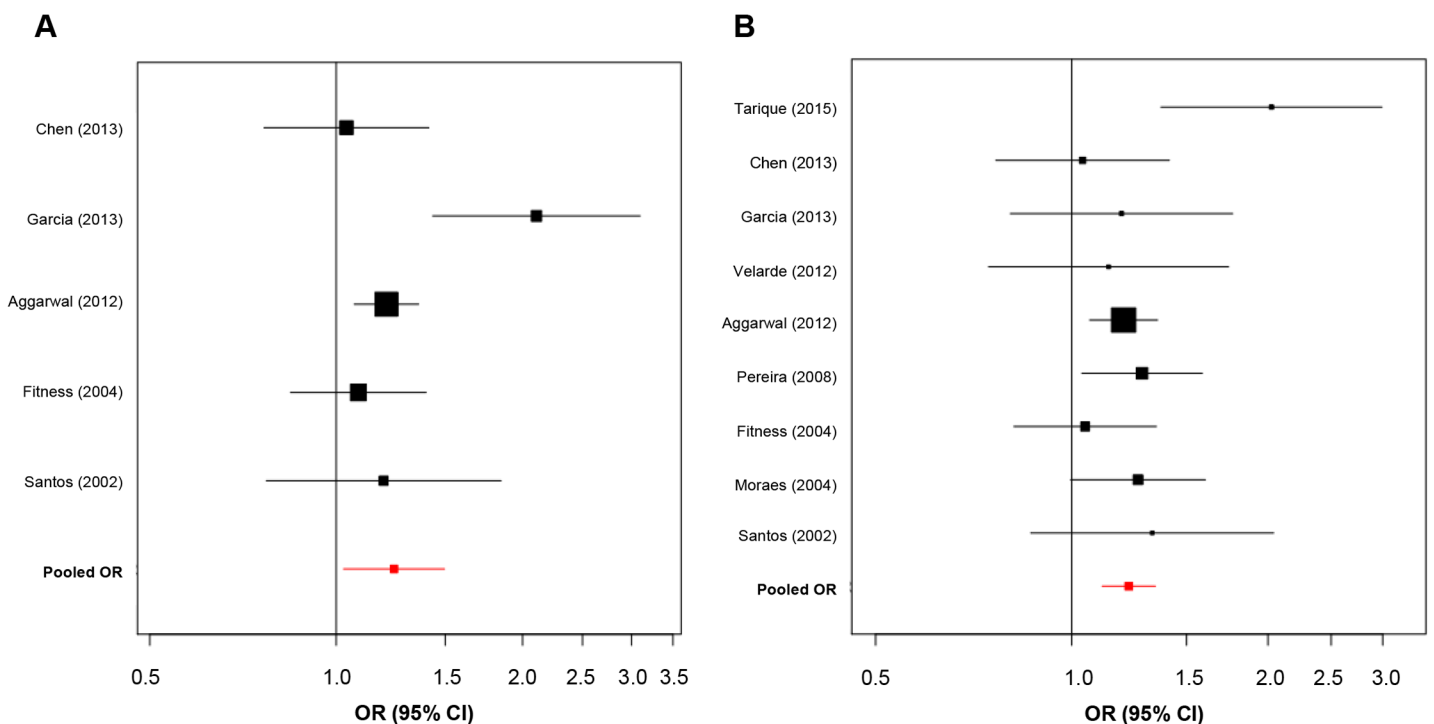 A
Chen (2013)
Garcia (2013)
Aggarwal (2012)
Fitness (2004)
Santos (2002)
Pooled OR
0.5 1.0 1.5 2.0 2.5 3.0 3.5
OR (95% CI)
B
Tarique (2015)
Chen (2013)
Garcia (2013)
Velarde (2012)
Aggarwal (2012)
Pereira (2008)
Fitness (2004)
Moraes (2004)
Santos (2002)
Pooled OR
0.5 1.0 1.5 2.0 2.5 3.0
OR (95% CI)